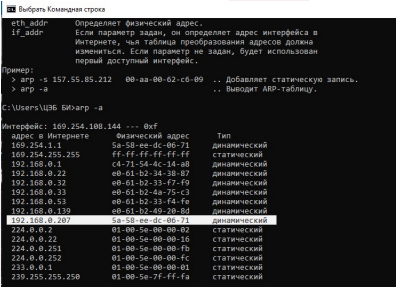 Выбрать Командная строка
eth_addr Определяет физический адрес.
if_addr Если параметр задан, он определяет адрес интерфейса в
Интернете, чья таблица преобразования адресов должна
измениться. Если параметр не задан, будет использован
первый доступный интерфейс.
Пример:
> arp -s 157.55.85.212 00-aa-00-62-c6-09 .. Добавляет статическую запись.
> arp -a .. Выводит ARP-таблицу.
C:\Users\ЦЭБ БИ>arp -a
Интерфейс: 169.254.108.144 --- 0xf
адрес в Интернете Физический адрес Тип
169.254.1.1 5a-58-ee-dc-06-71 динамический
169.254.255.255 ff-ff-ff-ff-ff-ff статический
192.168.0.1 c4-71-54-4c-14-a8 динамический
192.168.0.22 e0-61-b2-34-38-87 динамический
192.168.0.32 e0-61-b2-33-f7-f9 динамический
192.168.0.33 e0-61-b2-4a-75-c3 динамический
192.168.0.53 e0-61-b2-33-f4-fe динамический
192.168.0.139 e0-61-b2-49-20-8d динамический
192.168.0.207 5a-58-ee-dc-06-71 динамический
224.0.0.2 01-00-5e-00-00-02 статический
224.0.0.22 01-00-5e-00-00-16 статический
224.0.0.251 01-00-5e-00-00-fb статический
224.0.0.252 01-00-5e-00-00-fc статический
233.0.0.1 01-00-5e-00-00-01 статический
239.255.255.250 01-00-5e-7f-ff-fa статический